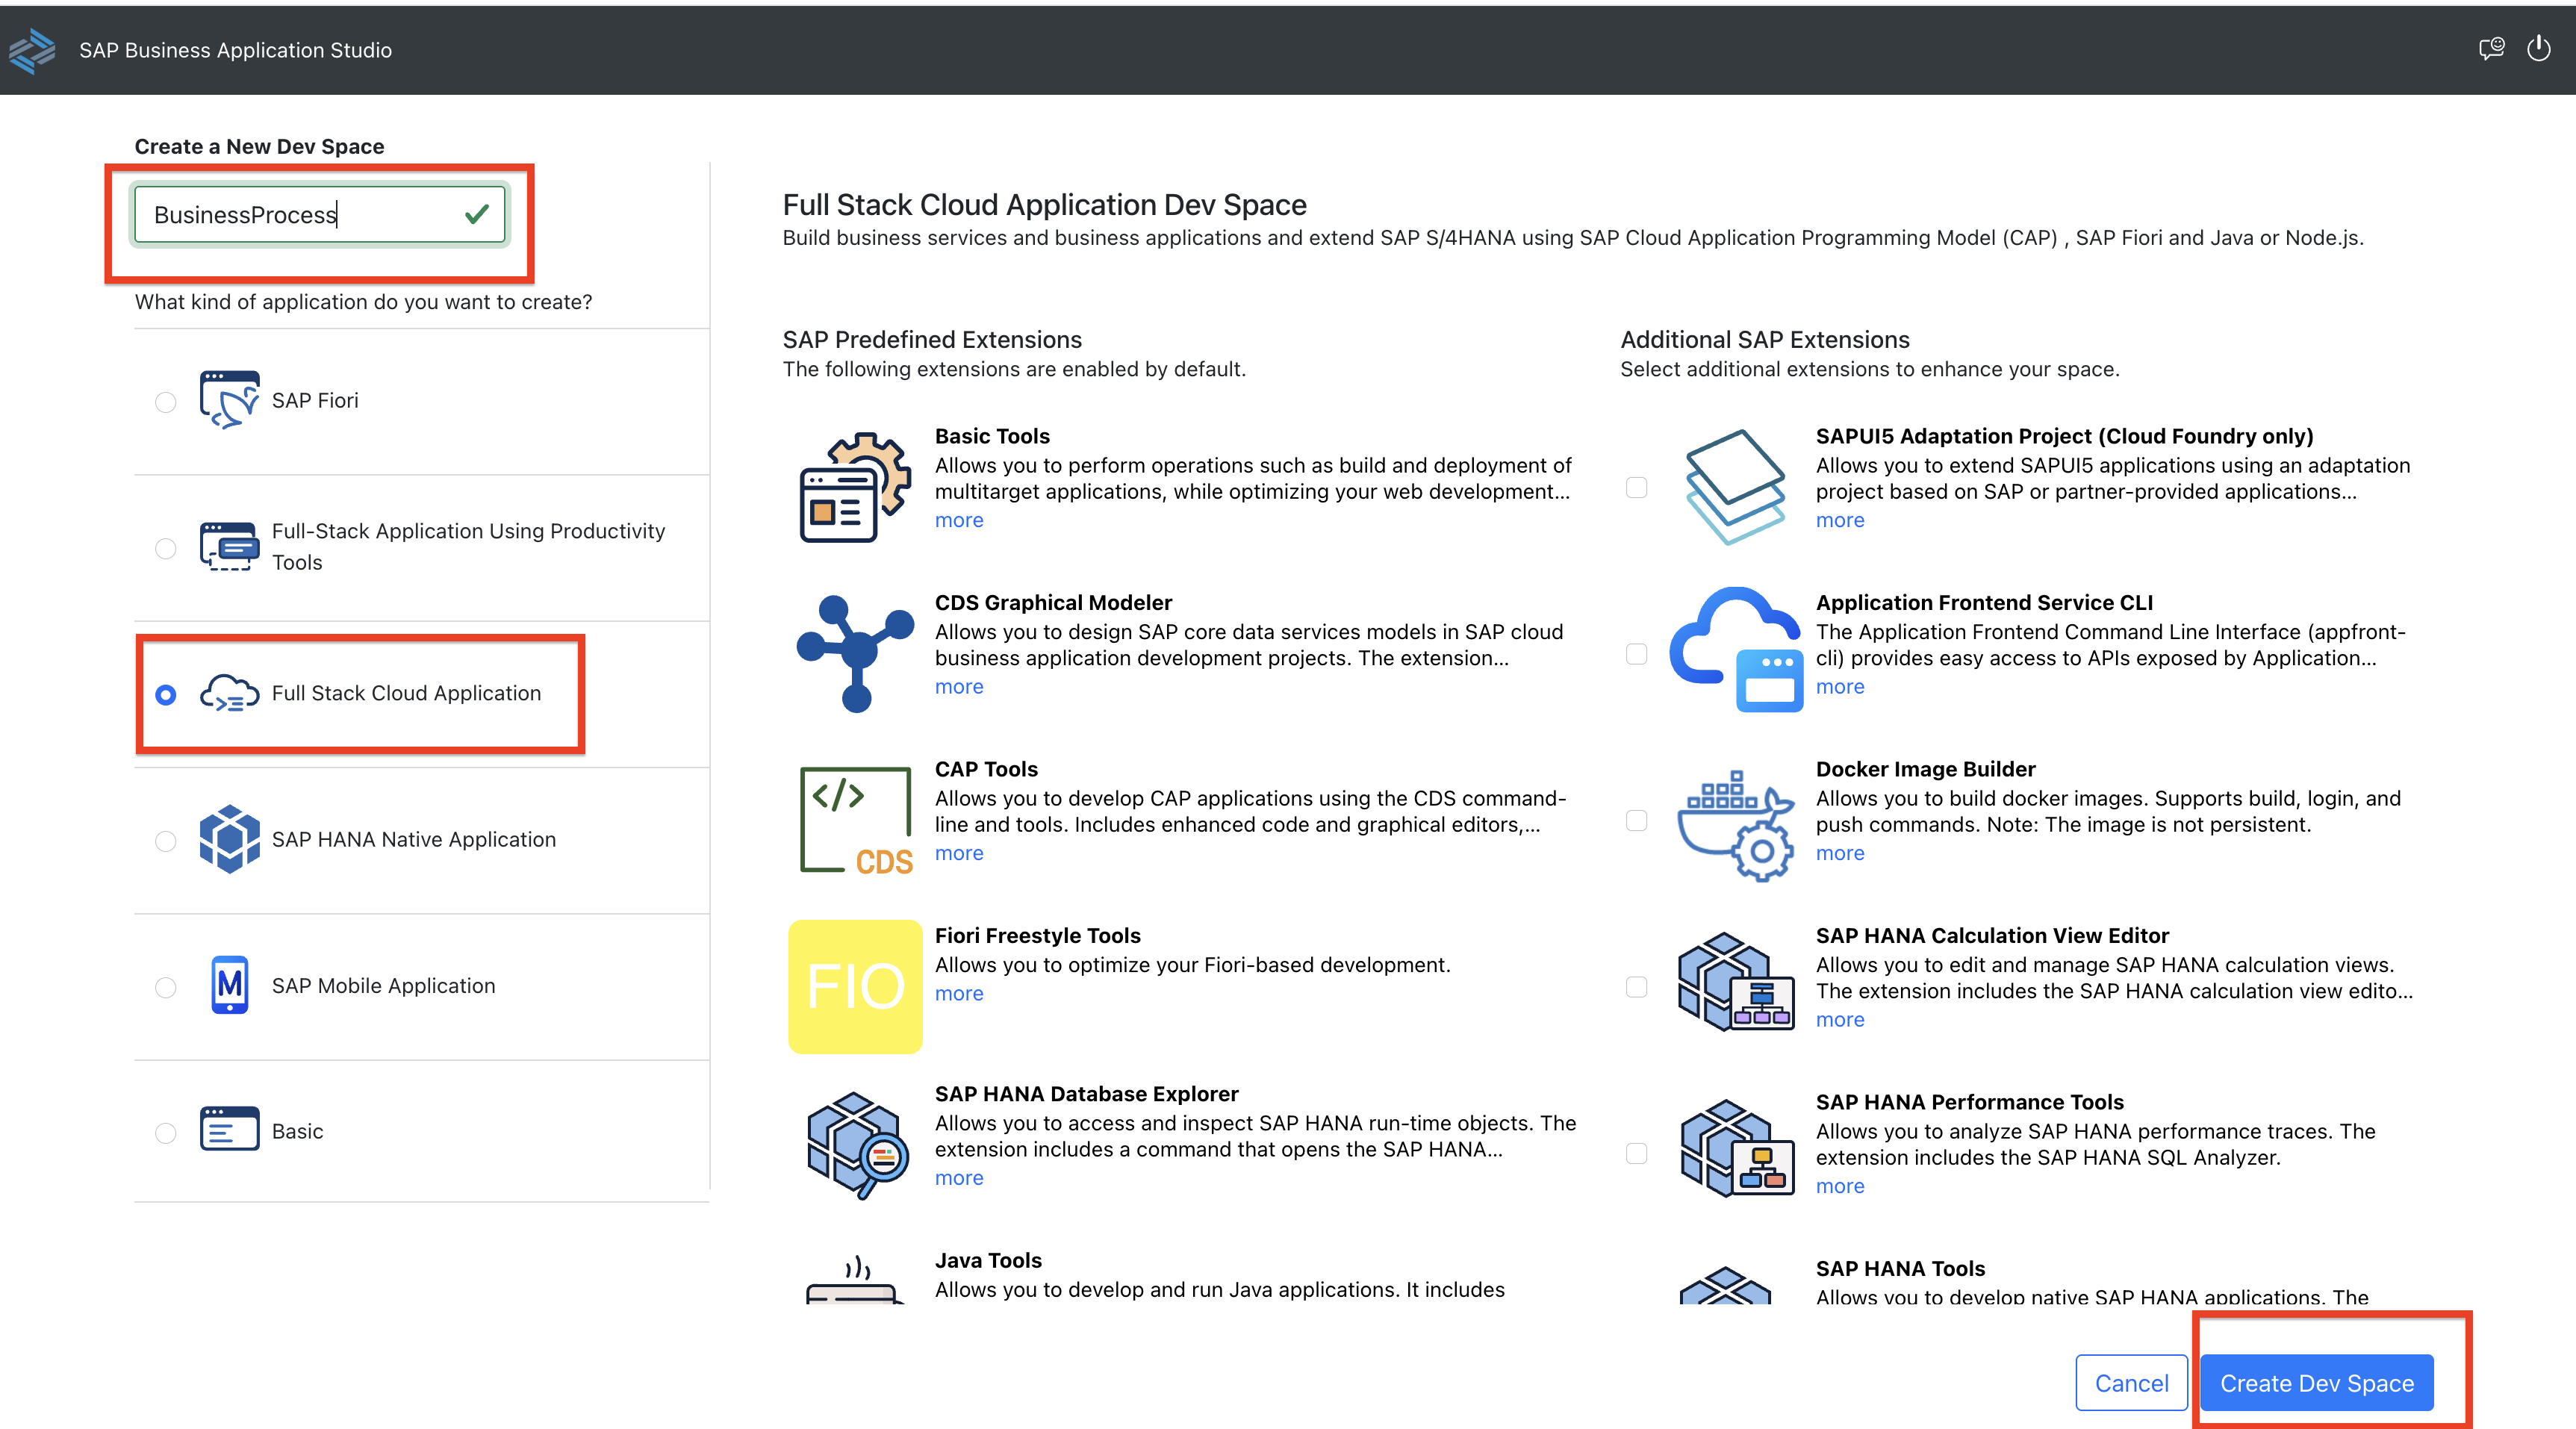 SAP Business Application Studio
Create a New Dev Space
BusinessProcess
What kind of application do you want to create?
SAP Fiori
Full-Stack Application Using Productivity
Tools
Full Stack Cloud Application
SAP HANA Native Application
M
SAP Mobile Application
Basic
Full Stack Cloud Application Dev Space
Build business services and business applications and extend SAP S/4HANA using SAP Cloud Application Programming Model (CAP) , SAP Fiori and Java or Node.js.
SAP Predefined Extensions
The following extensions are enabled by default.
Basic Tools
Allows you to perform operations such as build and deployment of
multitarget applications, while optimizing your web development...
more
CDS Graphical Modeler
Allows you to design SAP core data services models in SAP cloud
business application development projects. The extension...
more
</>
CDS
CAP Tools
Allows you to develop CAP applications using the CDS command-
line and tools. Includes enhanced code and graphical editors,...
more
FIO
Fiori Freestyle Tools
Allows you to optimize your Fiori-based development.
more
SAP HANA Database Explorer
Allows you to access and inspect SAP HANA run-time objects. The
extension includes a command that opens the SAP HANA...
more
Java Tools
Allows you to develop and run Java applications. It includes
Additional SAP Extensions
Select additional extensions to enhance your space.
SAPUI5 Adaptation Project (Cloud Foundry only)
Allows you to extend SAPUI5 applications using an adaptation
project based on SAP or partner-provided applications...
more
Application Frontend Service CLI
The Application Frontend Command Line Interface (appfront-
cli) provides easy access to APIs exposed by Application...
more
Docker Image Builder
Allows you to build docker images. Supports build, login, and
push commands. Note: The image is not persistent.
more
SAP HANA Calculation View Editor
Allows you to edit and manage SAP HANA calculation views.
The extension includes the SAP HANA calculation view edito...
more
SAP HANA Performance Tools
Allows you to analyze SAP HANA performance traces. The
extension includes the SAP HANA SQL Analyzer.
more
SAP HANA Tools
Allows you to develop native SAP HANA applications. The
Cancel
Create Dev Space